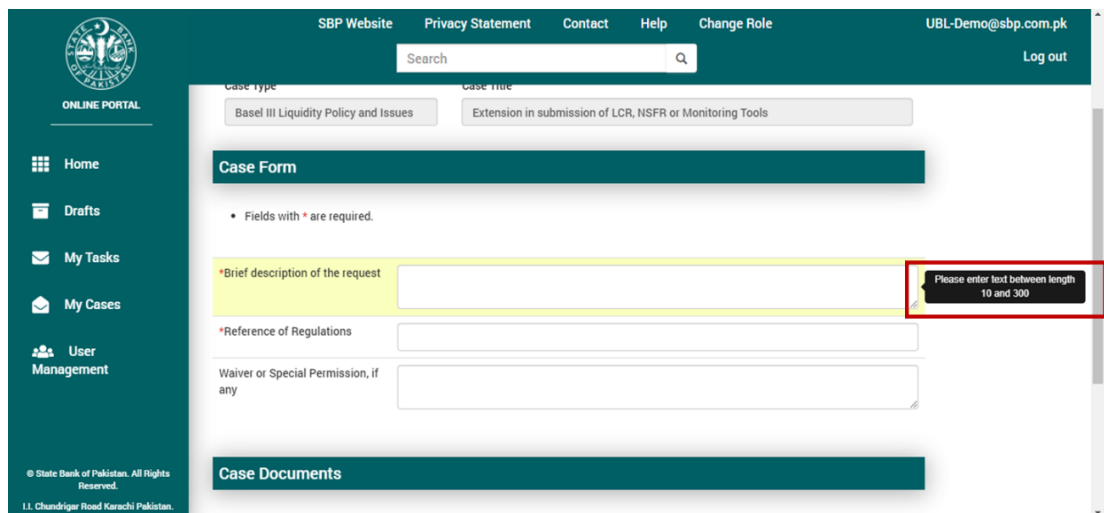 SBP Website Privacy Statement Contact Help Change Role UBL-Demo@sbp.com.pk
Search
Log out
STATE BANK OF PAKISTAN
ONLINE PORTAL
Home
Drafts
My Tasks
My Cases
User
Management
© State Bank of Pakistan. All Rights
Reserved.
I.I. Chundrigar Road Karachi Pakistan.
Case Type Case Title
Basel III Liquidity Policy and Issues Extension in submission of LCR, NSFR or Monitoring Tools
Case Form
• Fields with * are required.
*Brief description of the request
Please enter text between length
10 and 300
*Reference of Regulations
Waiver or Special Permission, if
any
Case Documents